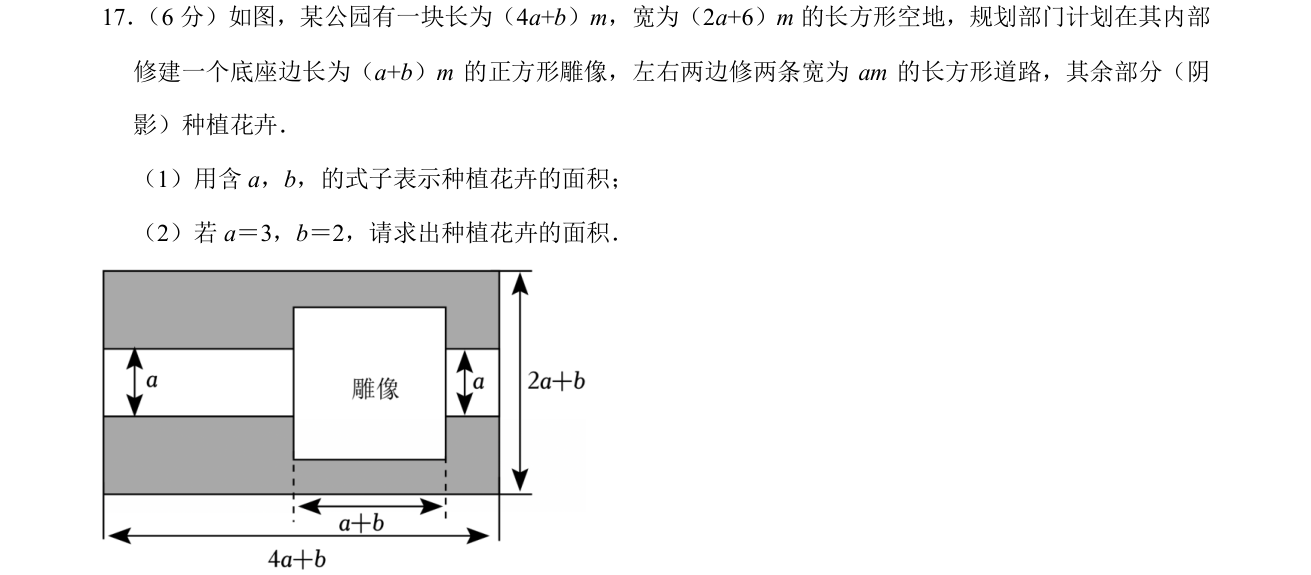 17．（6 分）如图，某公园有一块长为（4a+b）m，宽为（2a+6）m 的长方形空地，规划部门计划在其内部
修建一个底座边长为（a+b）m 的正方形雕像，左右两边修两条宽为 am 的长方形道路，其余部分（阴
影）种植花卉．
（1）用含 a，b，的式子表示种植花卉的面积；
（2）若 a＝3，b＝2，请求出种植花卉的面积．
a
雕像
a
2a+b
a+b
4a+b